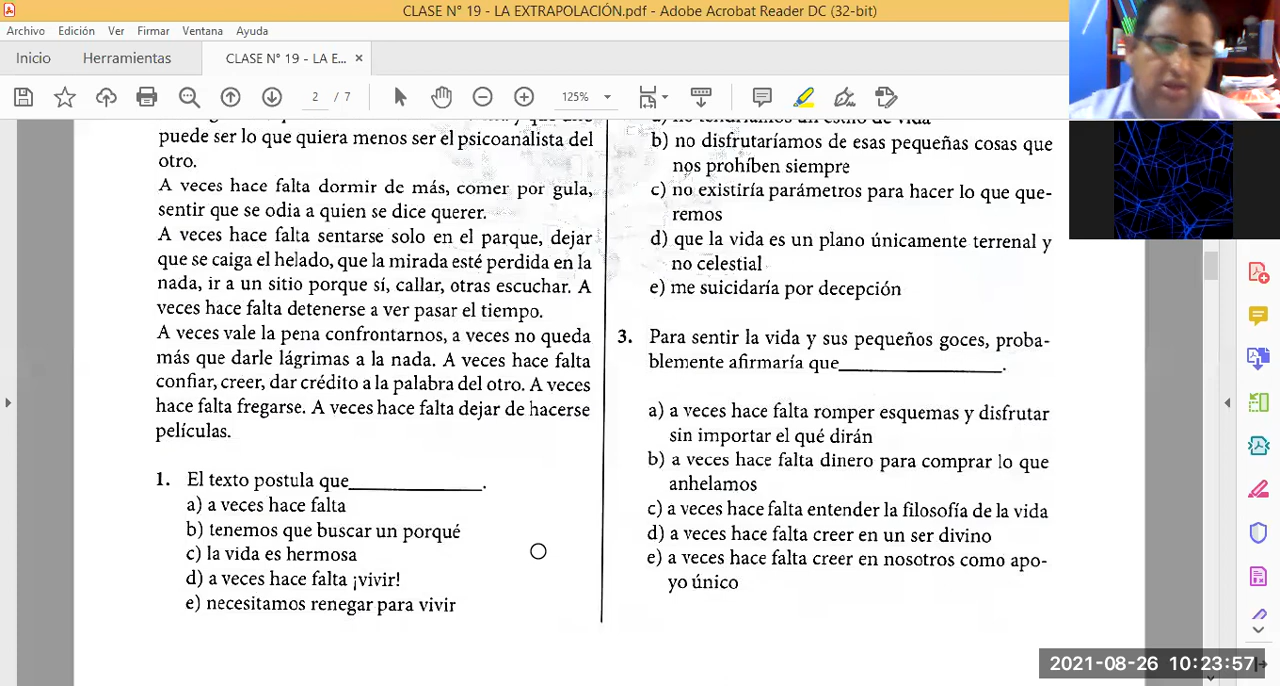 CLASE N° 19 - LA EXTRAPOLACIÓN.pdf - Adobe Acrobat Reader DC (32-bit)
Archivo Edición Ver Firmar Ventana Ayuda
Inicio Herramientas CLASE N° 19 - LA E... ×
2 / 7 125%
puede ser lo que quiera menos ser el psicoanalista del
otro.
A veces hace falta dormir de más, comer por gula,
sentir que se odia a quien se dice querer.
A veces hace falta sentarse solo en el parque, dejar
que se caiga el helado, que la mirada esté perdida en la
nada, ir a un sitio porque sí, callar, otras escuchar. A
veces hace falta detenerse a ver pasar el tiempo.
A veces vale la pena confrontarnos, a veces no queda
más que darle lágrimas a la nada. A veces hace falta
confiar, creer, dar crédito a la palabra del otro. A veces
hace falta fregarse. A veces hace falta dejar de hacerse
películas.
1. El texto postula que______________.
a) a veces hace falta
b) tenemos que buscar un porqué
c) la vida es hermosa
d) a veces hace falta ¡vivir!
e) necesitamos renegar para vivir
a) no tendríamos un estilo de vida
b) no disfrutaríamos de esas pequeñas cosas que
nos prohíben siempre
c) no existiría parámetros para hacer lo que que-
remos
d) que la vida es un plano únicamente terrenal y
no celestial
e) me suicidaría por decepción
3. Para sentir la vida y sus pequeños goces, proba-
blemente afirmaría que_________________.
a) a veces hace falta romper esquemas y disfrutar
sin importar el qué dirán
b) a veces hace falta dinero para comprar lo que
anhelamos
c) a veces hace falta entender la filosofía de la vida
d) a veces hace falta creer en un ser divino
e) a veces hace falta creer en nosotros como apo-
yo único
2021-08-26 10:23:57